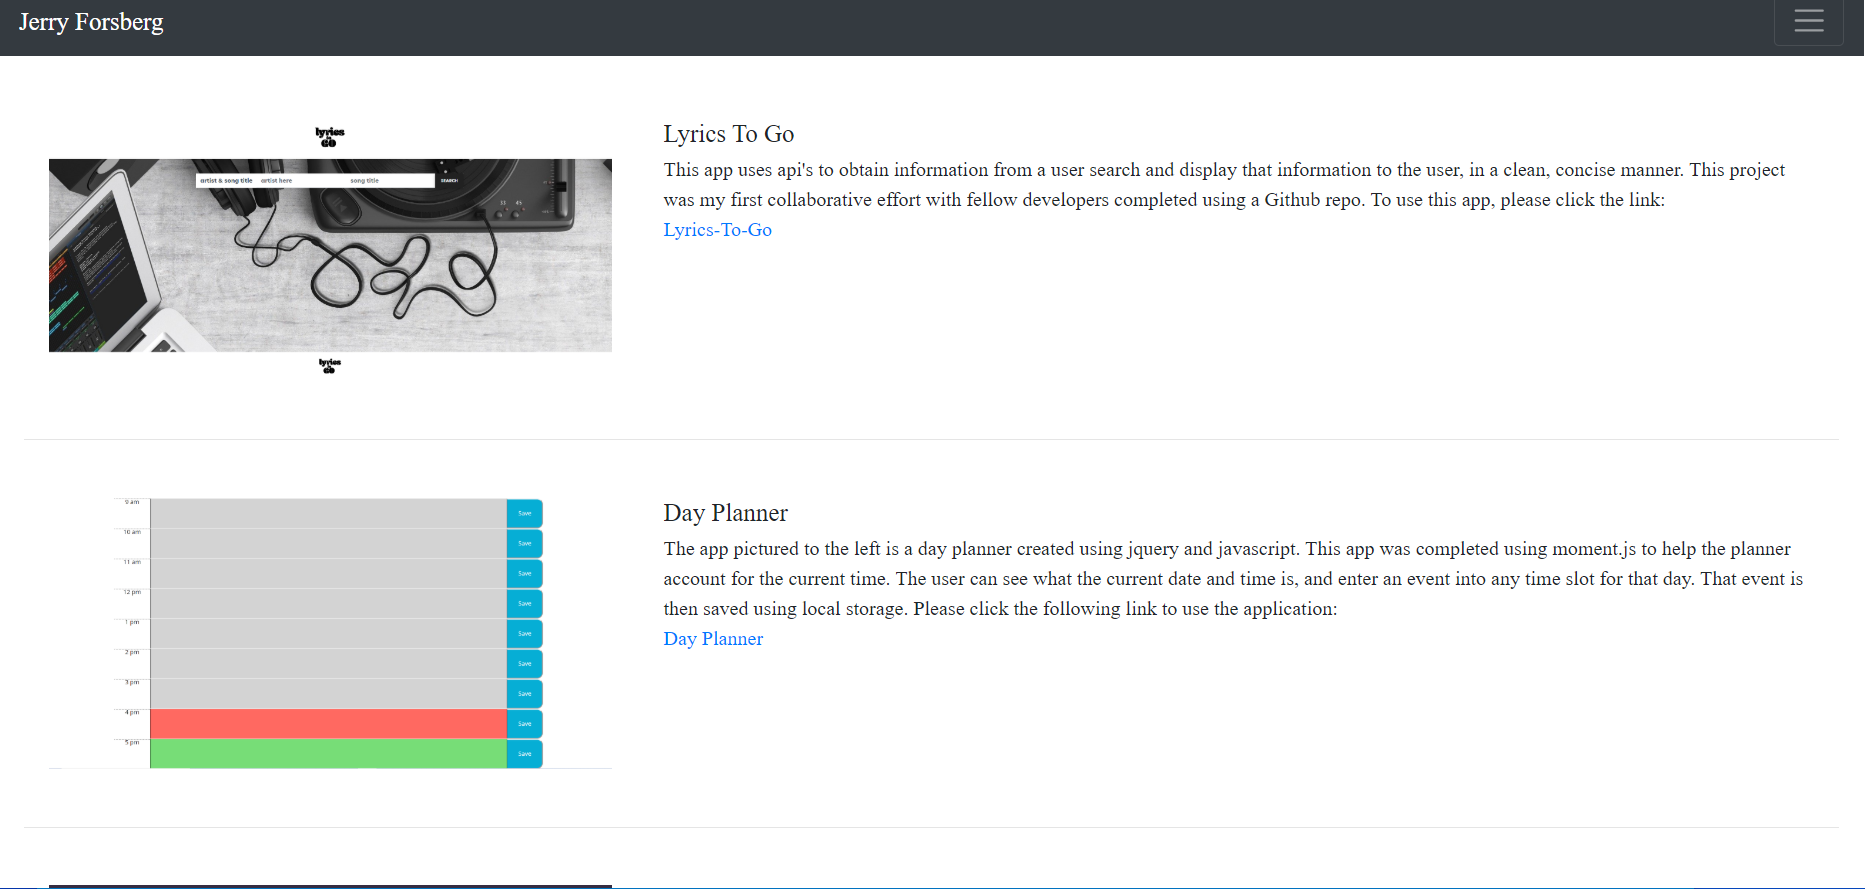 Jerry Forsberg
lyrics
to
GO
artist & song title artist here song title SEARCH
33 45
lyrics
to
GO
Lyrics To Go
This app uses api's to obtain information from a user search and display that information to the user, in a clean, concise manner. This project
was my first collaborative effort with fellow developers completed using a Github repo. To use this app, please click the link:
Lyrics-To-Go
9 am Save
10 am Save
11 am Save
12 pm Save
1 pm Save
2 pm Save
3 pm Save
4 pm Save
5 pm Save
Day Planner
The app pictured to the left is a day planner created using jquery and javascript. This app was completed using moment.js to help the planner
account for the current time. The user can see what the current date and time is, and enter an event into any time slot for that day. That event is
then saved using local storage. Please click the following link to use the application:
Day Planner